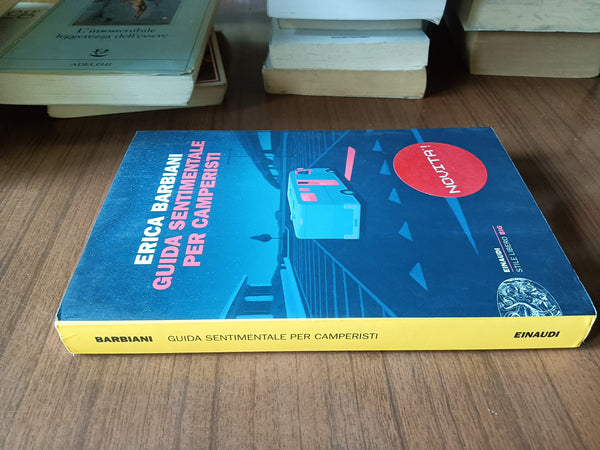 L'insostenibile
leggerezza dell'essere
ADELPHI
ERICA BARBIANI
GUIDA SENTIMENTALE
PER CAMPERISTI
NOVITA'!
EINAUDI
STILE LIBERO BIG
BARBIANI GUIDA SENTIMENTALE PER CAMPERISTI EINAUDI